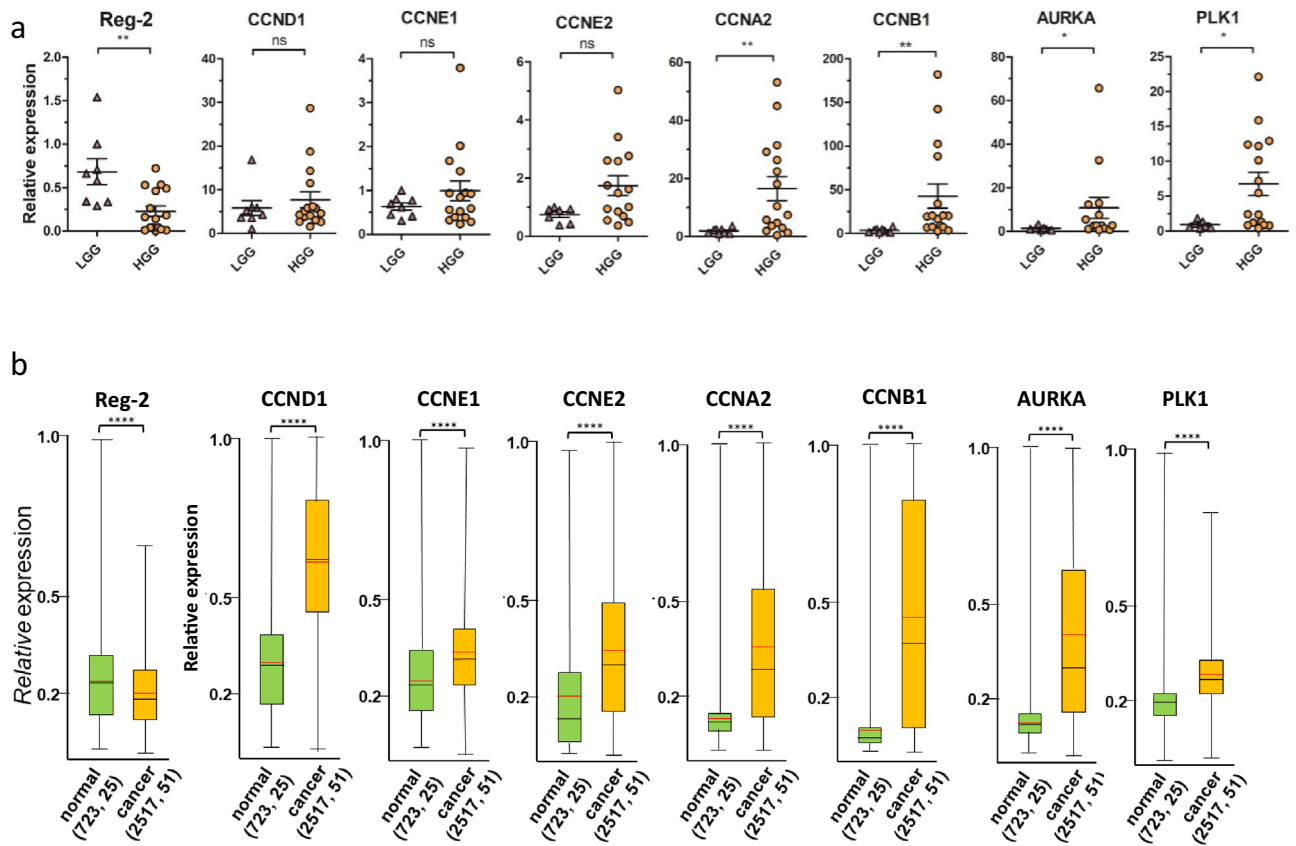 a
Reg-2 CCND1 CCNE1 CCNE2 CCNA2 CCNB1 AURKA PLK1
** ns ns ns ** ** * *
Relative expression
2.0 1.5 1.0 0.5 0.0
40 30 20 10 0
4 3 2 1 0
6 4 2 0
60 40 20 0
200 150 100 50 0
80 60 40 20 0
25 20 15 10 5 0
LGG HGG LGG HGG LGG HGG LGG HGG LGG HGG LGG HGG LGG HGG LGG HGG
b
Reg-2 CCND1 CCNE1 CCNE2 CCNA2 CCNB1 AURKA PLK1
**** **** **** **** **** **** **** ****
Relative expression
Relative expression
1.0 0.5 0.2
1.0 0.5 0.2
1.0 0.5 0.2
1.0 0.5 0.2
1.0 0.5 0.2
1.0 0.5 0.2
1.0 0.5 0.2
1.0 0.5 0.2
normal (723, 25) cancer (2517, 51)
normal (723, 25) cancer (2517, 51)
normal (723, 25) cancer (2517, 51)
normal (723, 25) cancer (2517, 51)
normal (723, 25) cancer (2517, 51)
normal (723, 25) cancer (2517, 51)
normal (723, 25) cancer (2517, 51)
normal (723, 25) cancer (2517, 51)